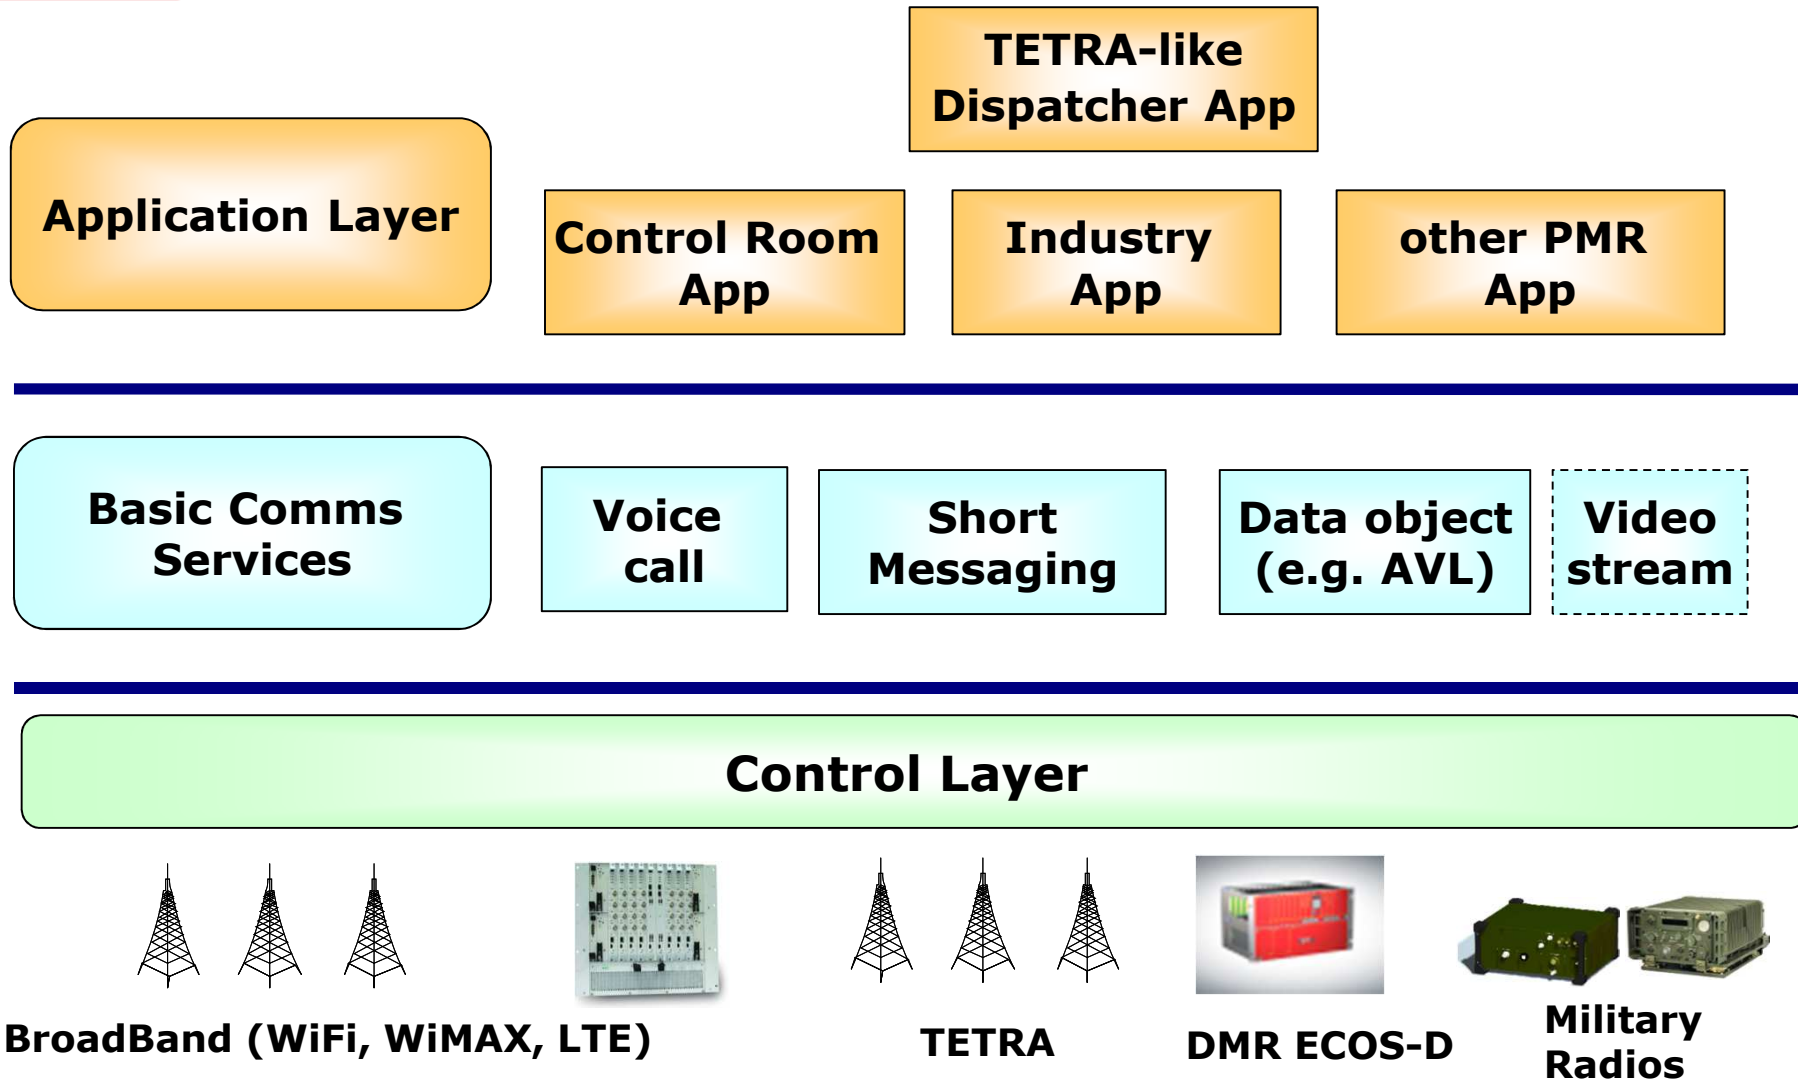 TETRA-like
Dispatcher App
Application Layer
Control Room
App
Industry
App
other PMR
App
Basic Comms
Services
Voice
call
Short
Messaging
Data object
(e.g. AVL)
Video
stream
Control Layer
BroadBand (WiFi, WiMAX, LTE)
TETRA
DMR ECOS-D
Military
Radios